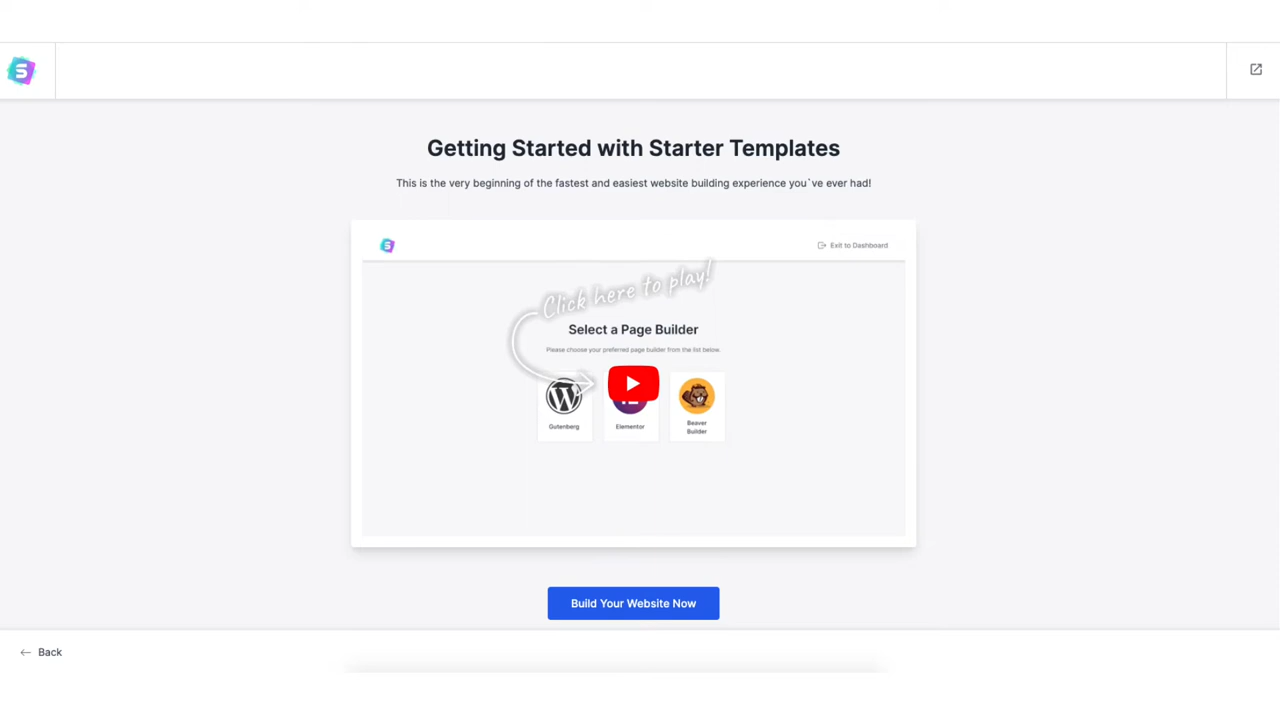 Getting Started with Starter Templates
This is the very beginning of the fastest and easiest website building experience you`ve ever had!
Exit to Dashboard
Click here to play!
Select a Page Builder
Please choose your preferred page builder from the list below.
Gutenberg
Elementor
Beaver
Builder
Build Your Website Now
Back